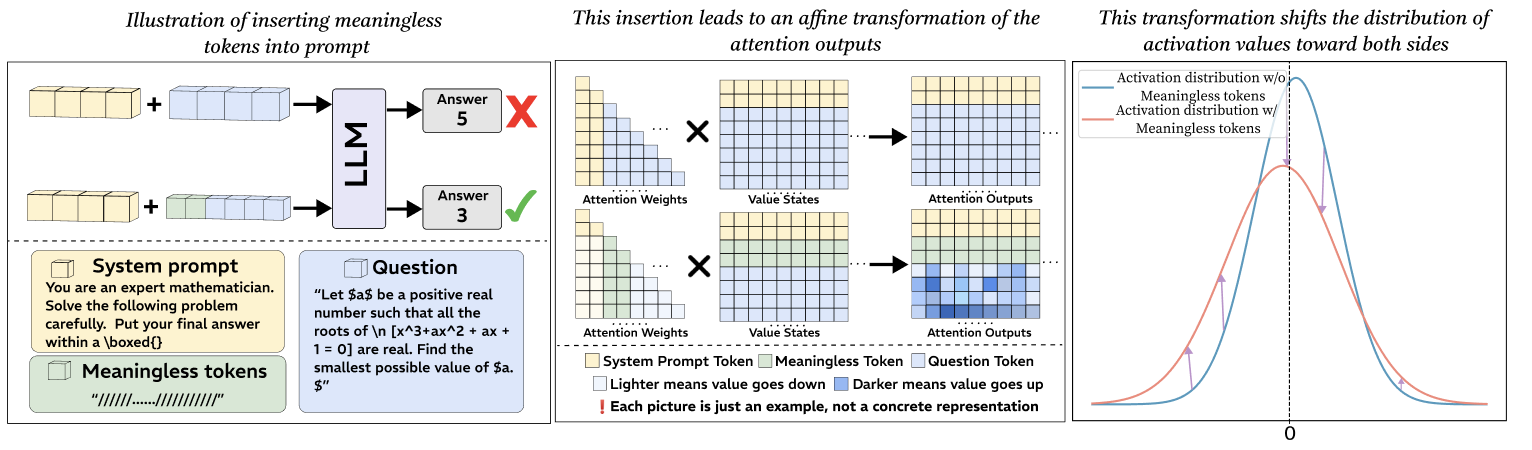 Illustration of inserting meaningless
tokens into prompt
+
LLM
Answer
5
+
Answer
3
System prompt
You are an expert mathematician.
Solve the following problem
carefully.  Put your final answer
within a \boxed{}
Meaningless tokens
“//////......///////////”
Question
“Let $a$ be a positive real
number such that all the
roots of \n [x^3+ax^2 + ax +
1 = 0] are real. Find the
smallest possible value of $a.
$”
This insertion leads to an affine transformation of the
attention outputs
...
...
...
Attention Weights
Value States
Attention Outputs
...
...
Attention Weights
Value States
Attention Outputs
System Prompt Token
Meaningless Token
Question Token
Lighter means value goes down
Darker means value goes up
❗Each picture is just an example, not a concrete representation
This transformation shifts the distribution of
activation values toward both sides
Activation distribution w/o
Meaningless tokens
Activation distribution w/
Meaningless tokens
0